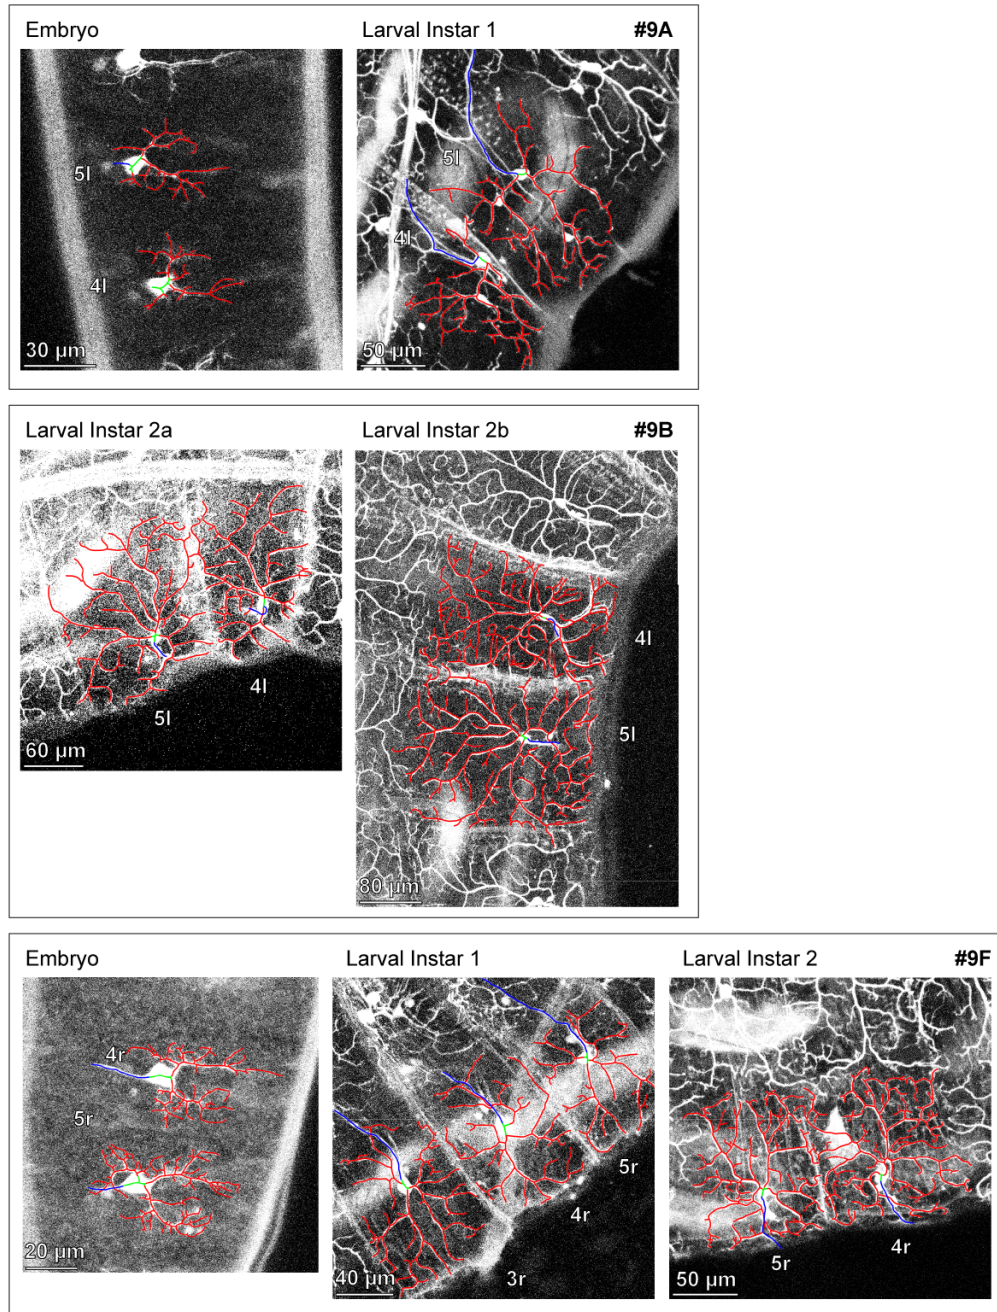 Embryo
Larval Instar 1
#9A
5l
4l
30 µm
5l
4l
50 µm
Larval Instar 2a
Larval Instar 2b
#9B
4l
5l
60 µm
4l
5l
80 µm
Embryo
Larval Instar 1
Larval Instar 2
#9F
4r
5r
20 µm
5r
4r
3r
40 µm
4r
5r
50 µm